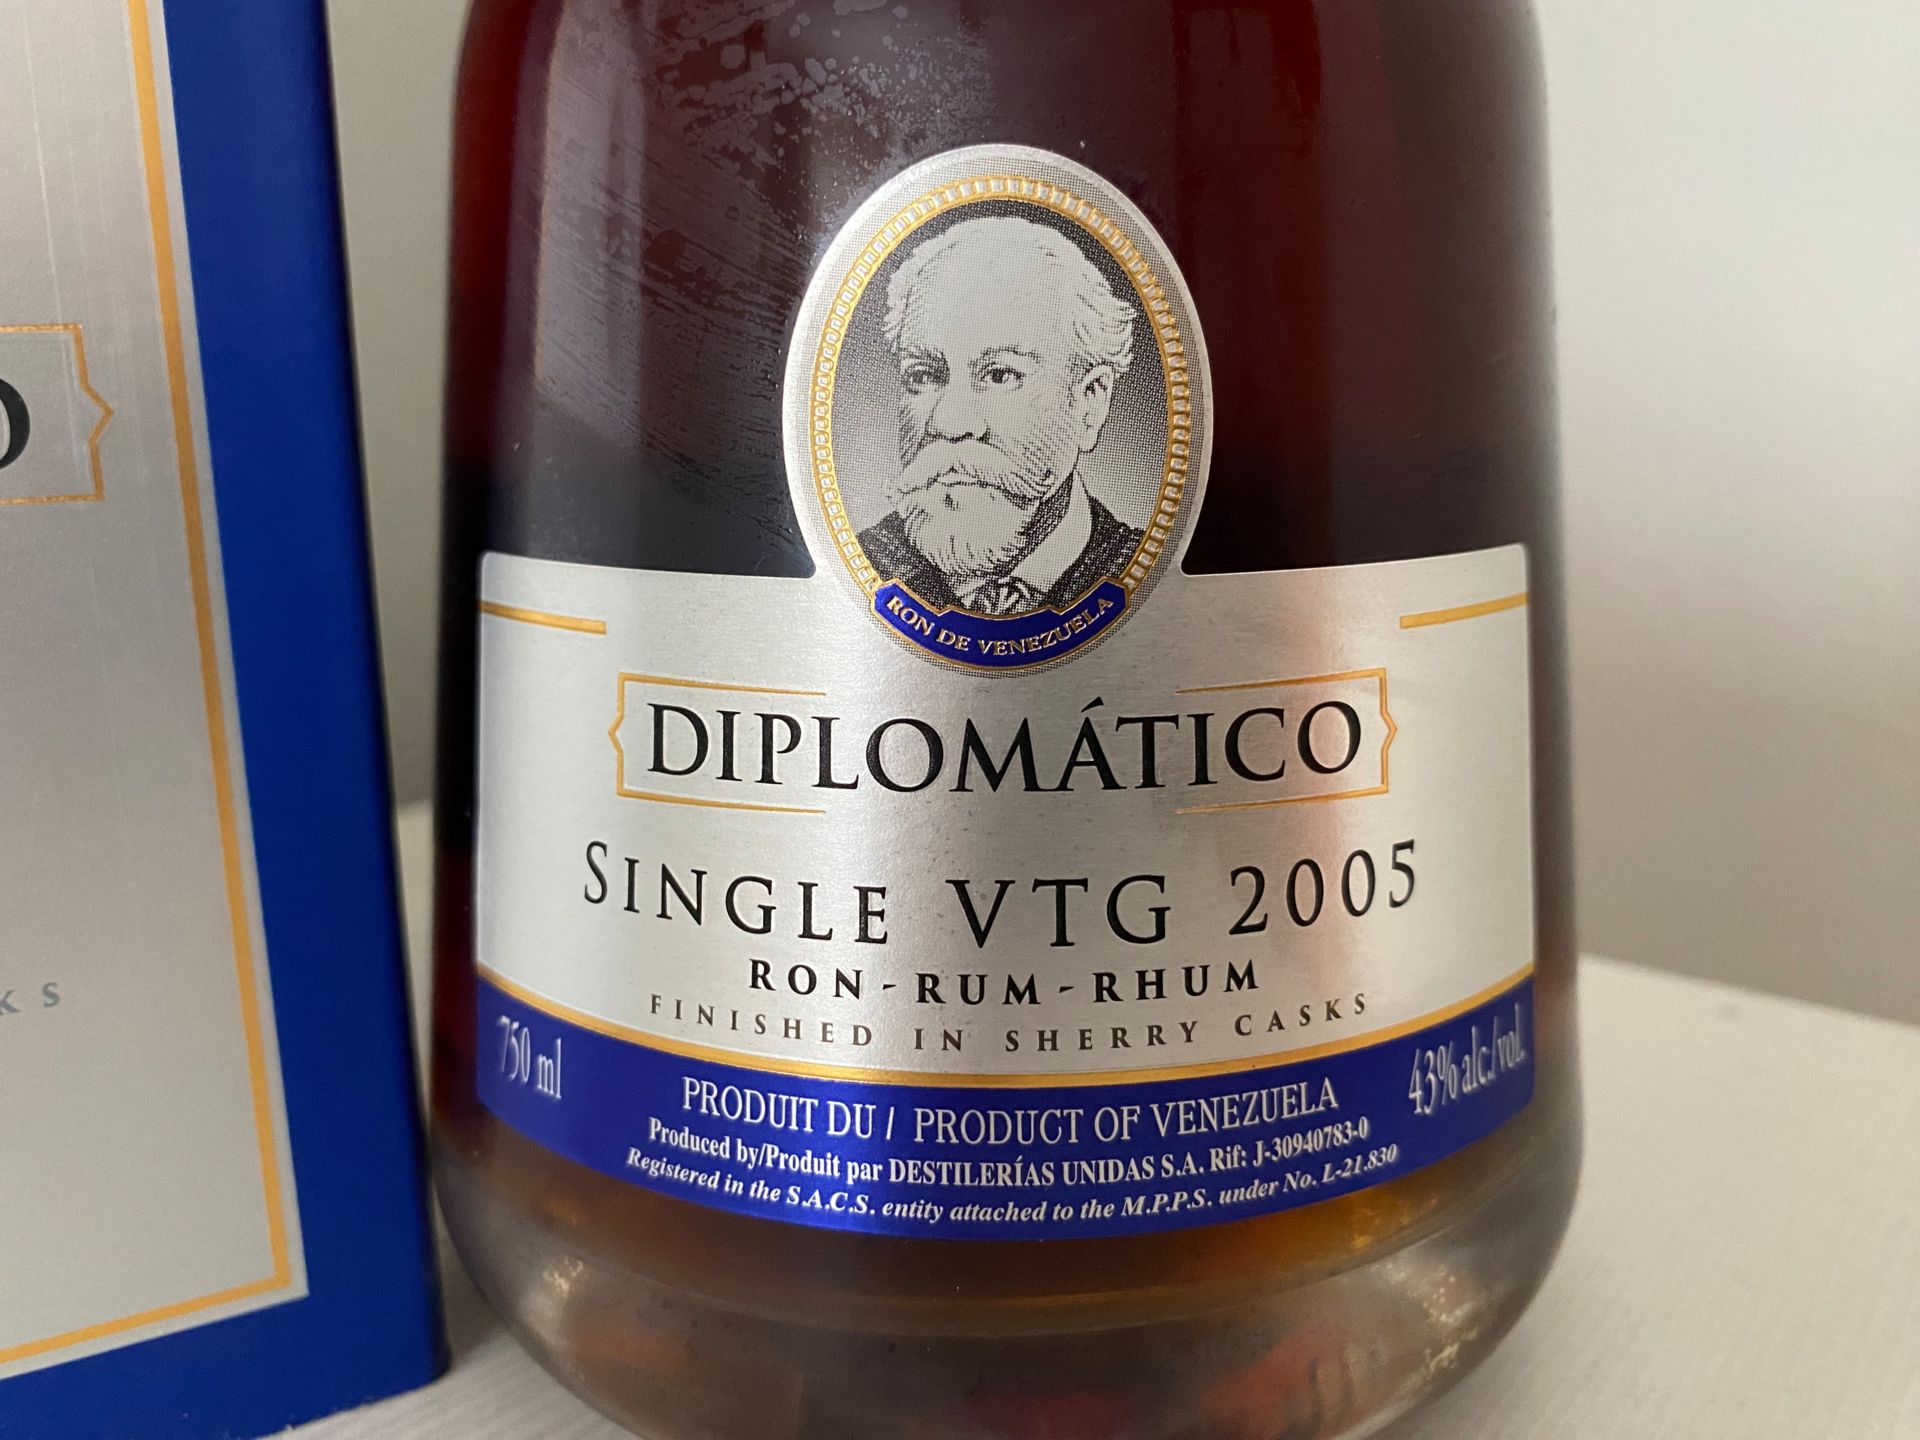 RON DE VENEZUELA
DIPLOMÁTICO
SINGLE VTG 2005
RON-RUM-RHUM
FINISHED IN SHERRY CASKS
750 ml
43% alc./vol.
PRODUIT DU / PRODUCT OF VENEZUELA
Produced by/Produit par DESTILERÍAS UNIDAS S.A. Rif: J-30940783-0
Registered in the S.A.C.S. entity attached to the M.P.P.S. under No. L-21.830
O
KS